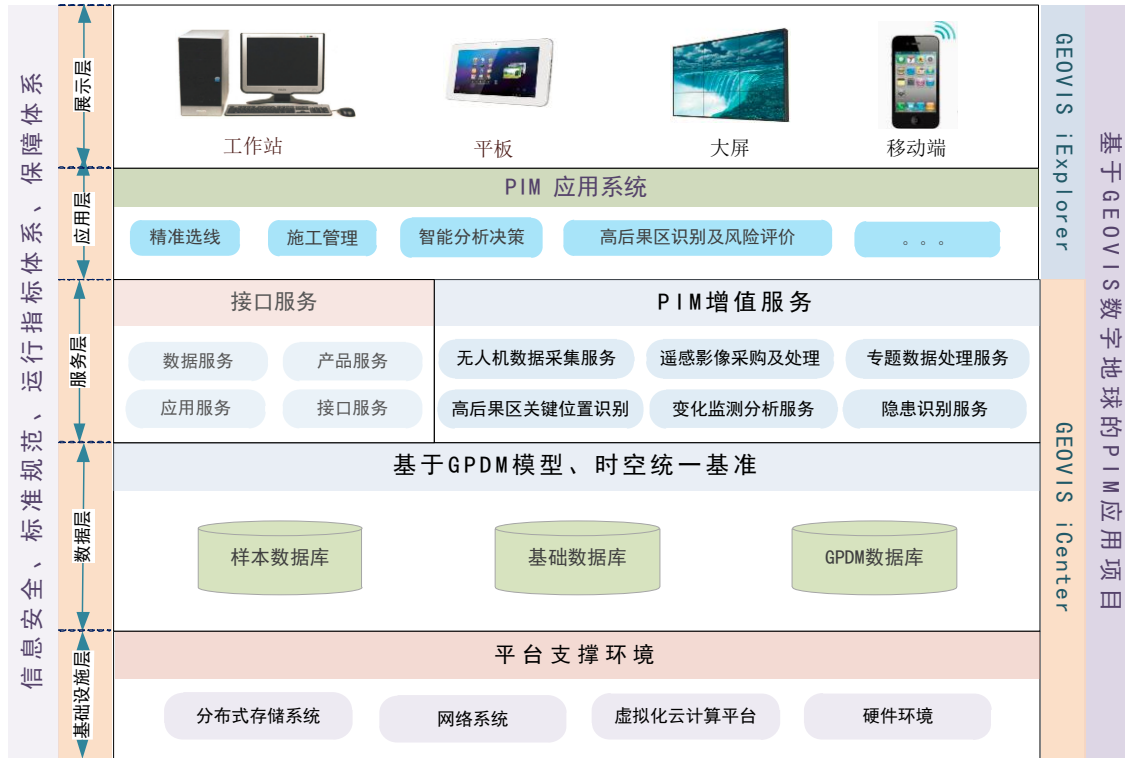 信息安全、标准规范、运行指标体系、保障体系
展示层
工作站
平板
大屏
移动端
应用层
PIM 应用系统
精准选线
施工管理
智能分析决策
高后果区识别及风险评价
。。。
服务层
接口服务
数据服务
产品服务
应用服务
接口服务
PIM增值服务
无人机数据采集服务
遥感影像采购及处理
专题数据处理服务
高后果区关键位置识别
变化监测分析服务
隐患识别服务
数据层
基于GPDM模型、时空统一基准
样本数据库
基础数据库
GPDM数据库
基础设施层
平台支撑环境
分布式存储系统
网络系统
虚拟化云计算平台
硬件环境
GEOVIS iExplorer
GEOVIS iCenter
基于GEOVIS数字地球的PIM应用项目